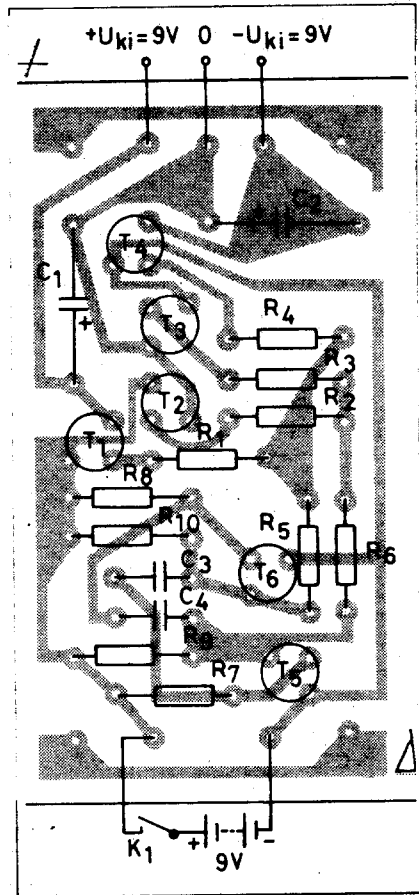 +Uki=9V 0 -Uki=9V
C2
T4
C1
+
T3
R4
R3
T2
R2
R1
T1
R8
R10
R5
R6
C3
T6
C4
R9
R7
T5
K1
+
-
9V